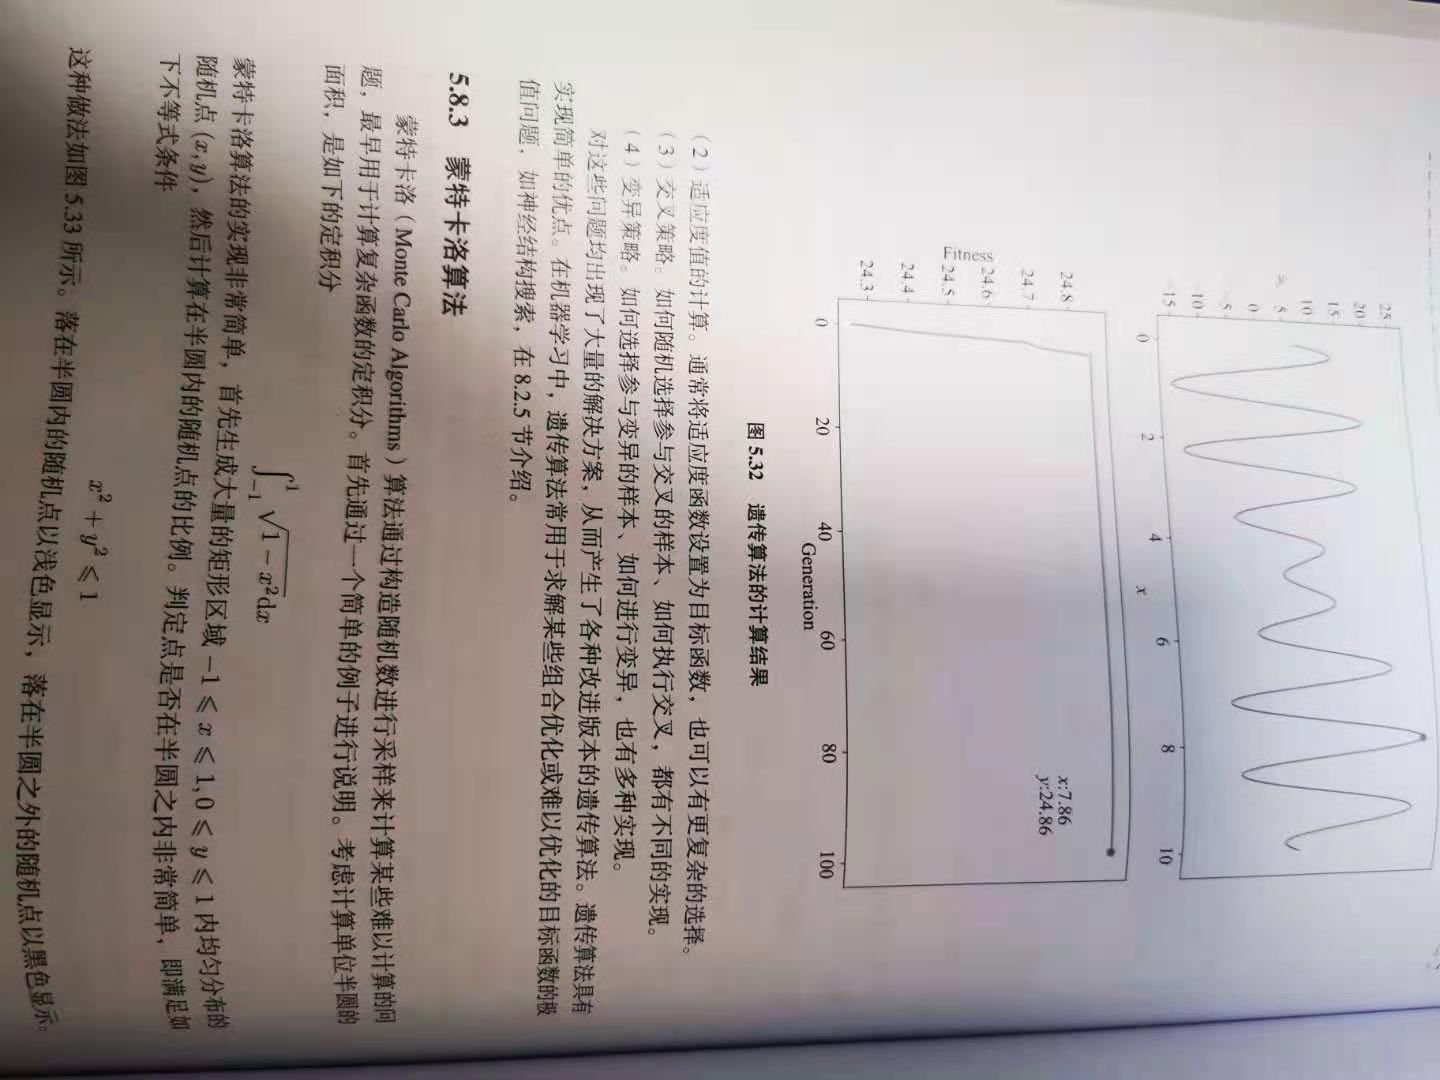 25
20
15
10
5
0
5
10
15
0 2 4 6 8 10
x
24.8
24.7
24.6
24.5
24.4
24.3
Fitness
x:7.86
y:24.86
0 20 40 60 80 100
Generation
图 5.32 遗传算法的计算结果
（2）适应度值的计算。通常将适应度函数设置为目标函数，也可以有更复杂的选择。
（3）交叉策略。如何随机选择参与交叉的样本、如何执行交叉，都有不同的实现。
（4）变异策略。如何选择参与变异的样本、如何进行变异，也有多种实现。
对这些问题均出现了大量的解决方案，从而产生了各种改进版本的遗传算法。遗传算法具有
实现简单的优点。在机器学习中，遗传算法常用于求解某些组合优化或难以优化的目标函数的极
值问题，如神经结构搜索，在 8.2.5 节介绍。
5.8.3 蒙特卡洛算法
蒙特卡洛（Monte Carlo Algorithms）算法通过构造随机数进行采样来计算某些难以计算的问
题，最早用于计算复杂函数的定积分。首先通过一个简单的例子进行说明。考虑计算单位半圆的
面积，是如下的定积分
∫₋₁¹ √(1 − x²)dx
蒙特卡洛算法的实现非常简单，首先生成大量的矩形区域 −1 ⩽ x ⩽ 1, 0 ⩽ y ⩽ 1 内均匀分布的
随机点 (x, y)，然后计算在半圆内的随机点的比例。判定点是否在半圆之内非常简单，即满足如
下不等式条件
x² + y² ⩽ 1
这种做法如图 5.33 所示。落在半圆内的随机点以浅色显示，落在半圆之外的随机点以黑色显示。